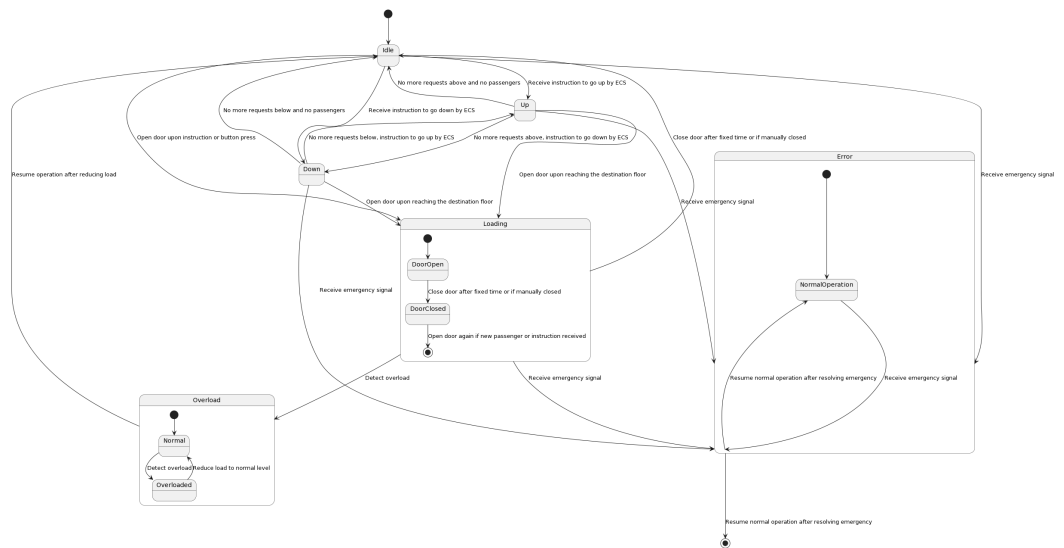 Idle
No more requests above and no passengers
Receive instruction to go up by ECS
Up
No more requests below and no passengers
Receive instruction to go down by ECS
Open door upon instruction or button press
No more requests below, instruction to go up by ECS
No more requests above, instruction to go down by ECS
Close door after fixed time or if manually closed
Error
Down
Resume operation after reducing load
Open door upon reaching the destination floor
Receive emergency signal
Open door upon reaching the destination floor
Receive emergency signal
Loading
DoorOpen
NormalOperation
Receive emergency signal
Close door after fixed time or if manually closed
DoorClosed
Open door again if new passenger or instruction received
Detect overload
Receive emergency signal
Resume normal operation after resolving emergency
Receive emergency signal
Overload
Normal
Detect overload
Reduce load to normal level
Overloaded
Resume normal operation after resolving emergency